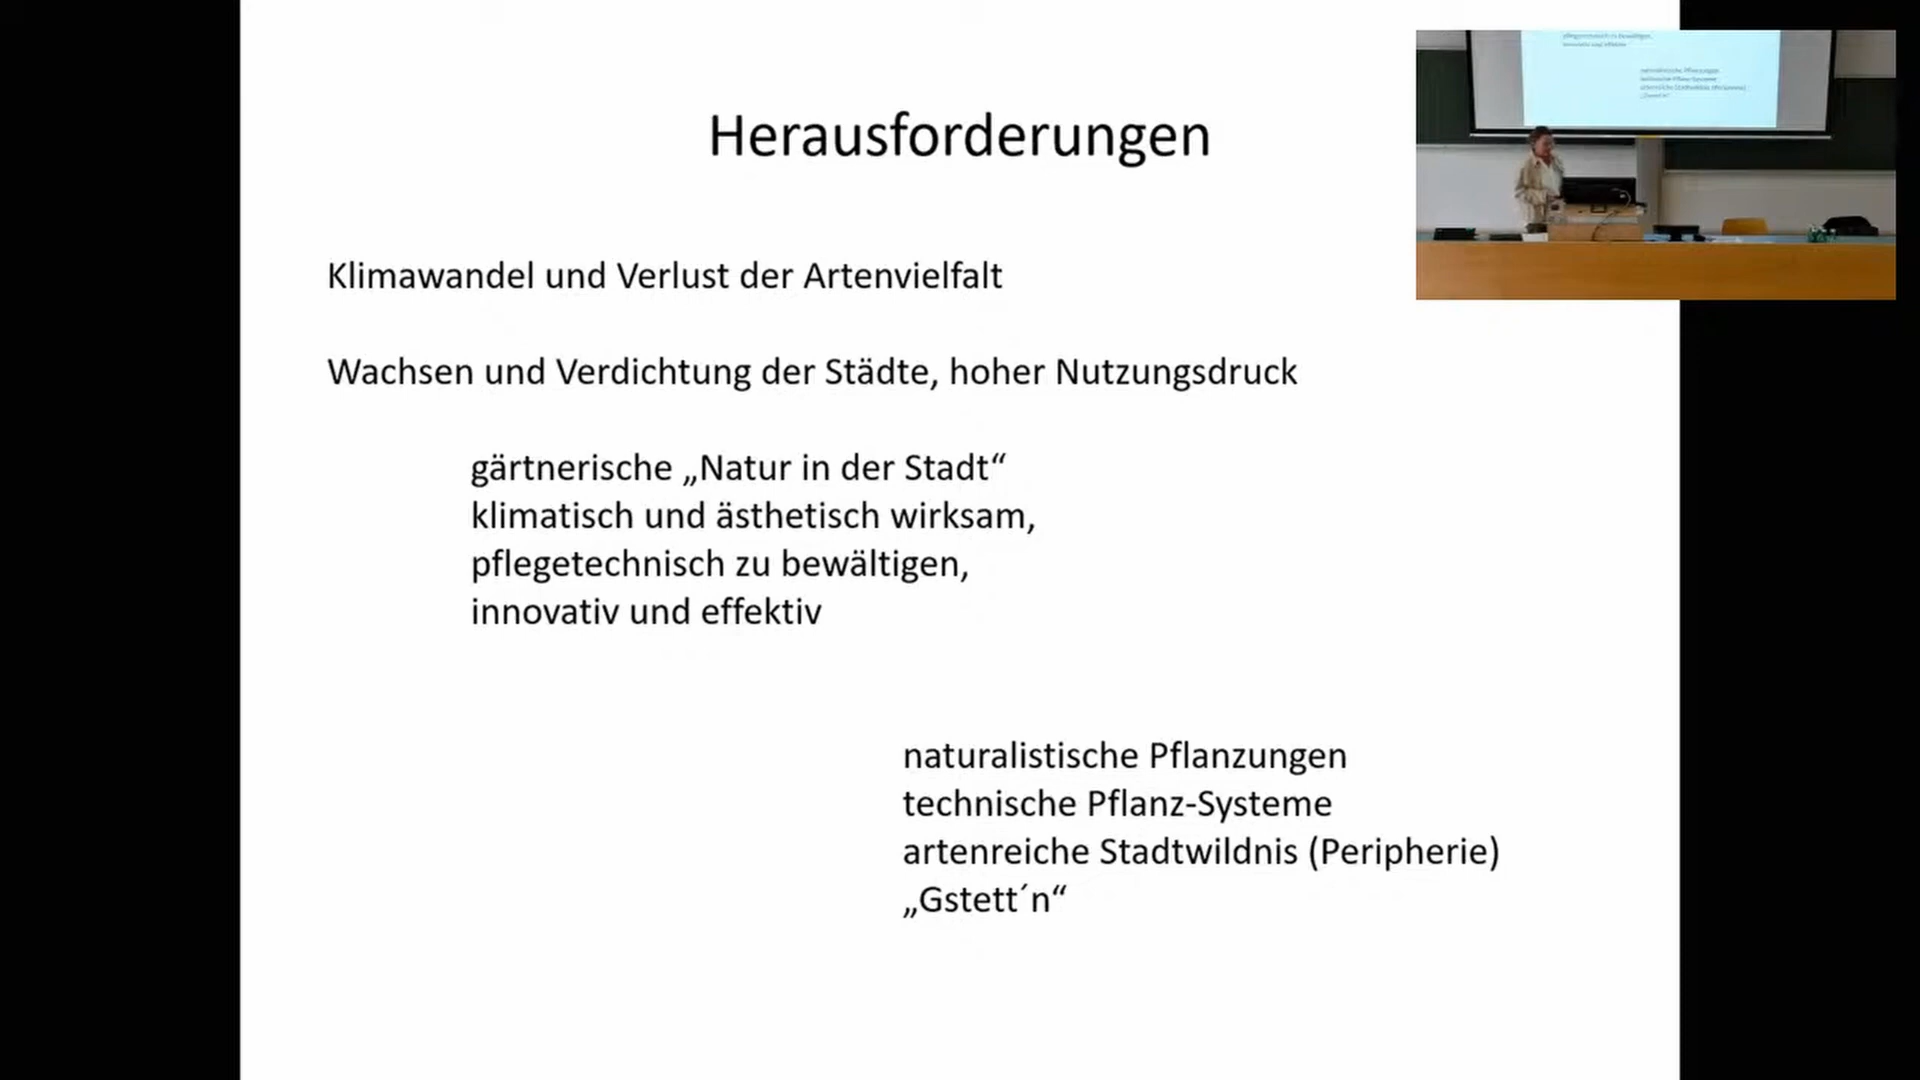 Herausforderungen
Klimawandel und Verlust der Artenvielfalt
Wachsen und Verdichtung der Städte, hoher Nutzungsdruck
gärtnerische „Natur in der Stadt“
klimatisch und ästhetisch wirksam,
pflegetechnisch zu bewältigen,
innovativ und effektiv
naturalistische Pflanzungen
technische Pflanz-Systeme
artenreiche Stadtwildnis (Peripherie)
„Gstett´n“